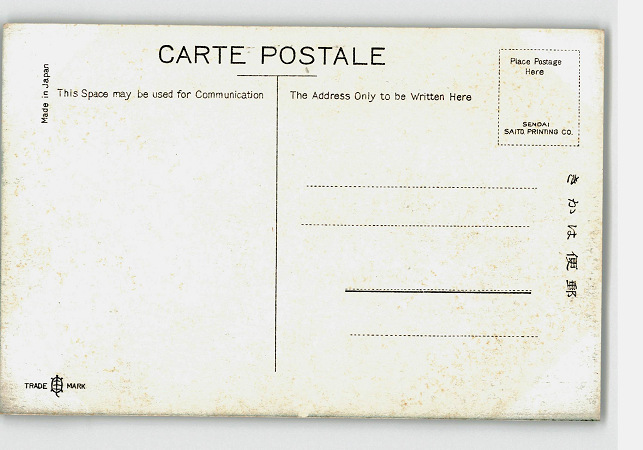 CARTE POSTALE
Made in Japan
This Space may be used for Communication
The Address Only to be Written Here
Place Postage
Here
SENDAI
SAITO PRINTING CO.
きかは便郵
TRADE MARK